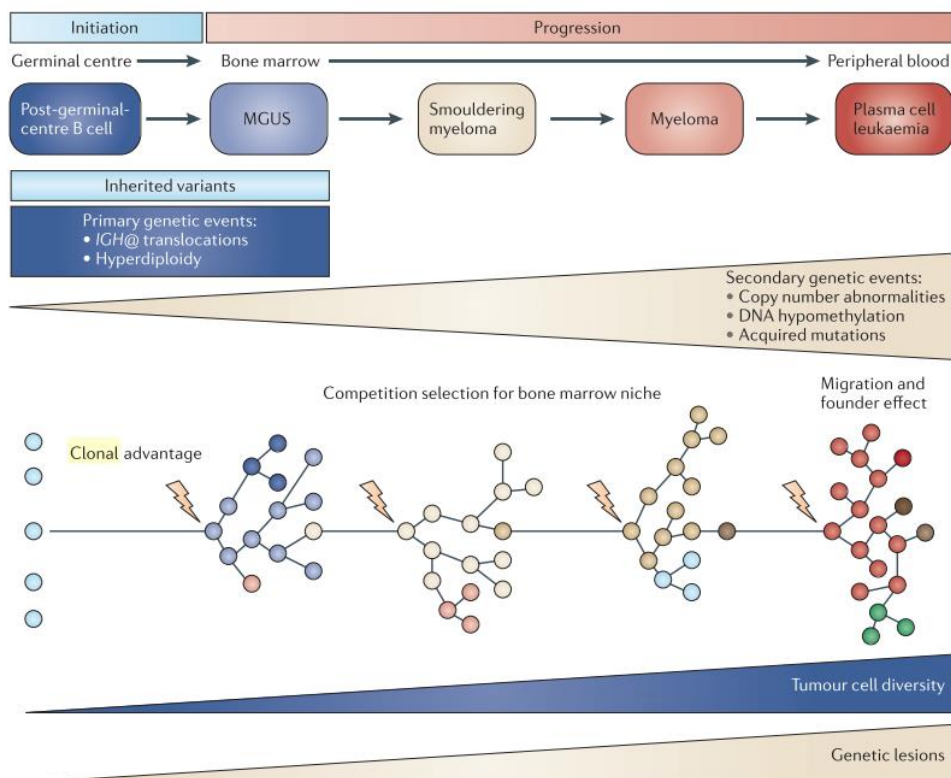 Initiation
Progression
Germinal centre
Bone marrow
Peripheral blood
Post-germinal-
centre B cell
MGUS
Smouldering
myeloma
Myeloma
Plasma cell
leukaemia
Inherited variants
Primary genetic events:
• IGH@ translocations
• Hyperdiploidy
Secondary genetic events:
• Copy number abnormalities
• DNA hypomethylation
• Acquired mutations
Competition selection for bone marrow niche
Migration and
founder effect
Clonal advantage
Tumour cell diversity
Genetic lesions